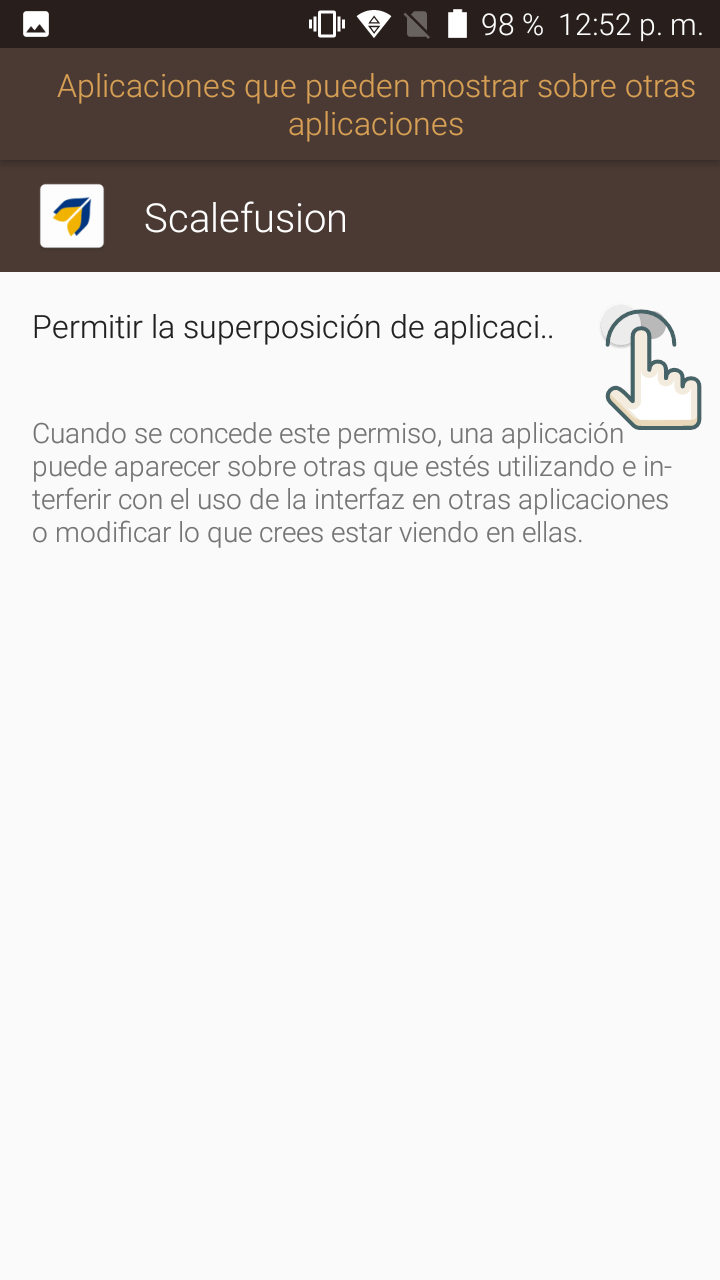 98 % 12:52 p. m.
Aplicaciones que pueden mostrar sobre otras
aplicaciones
Scalefusion
Permitir la superposición de aplicaci..
Cuando se concede este permiso, una aplicación
puede aparecer sobre otras que estés utilizando e in-
terferir con el uso de la interfaz en otras aplicaciones
o modificar lo que crees estar viendo en ellas.